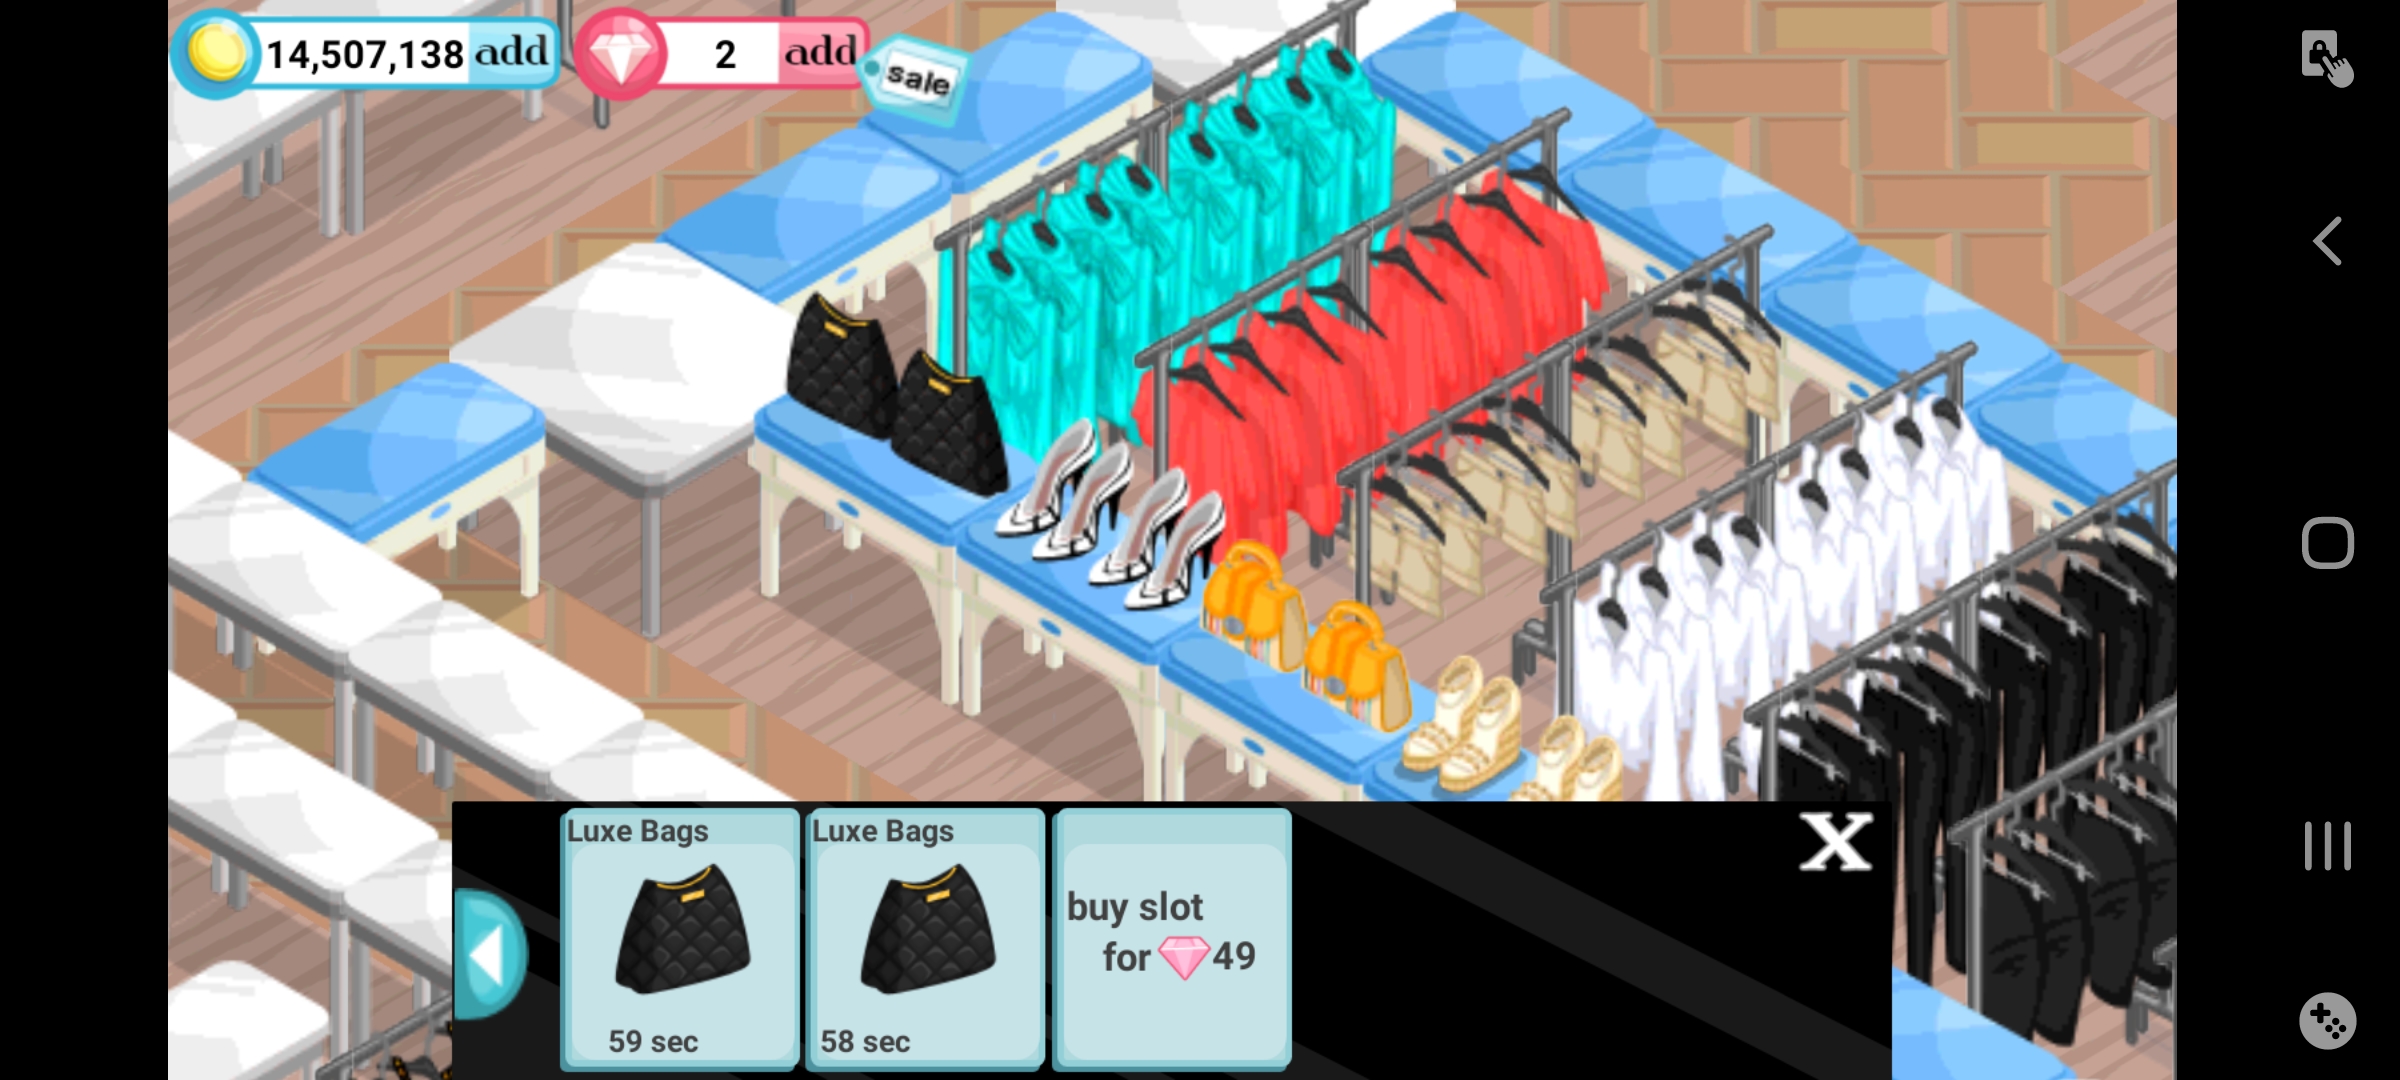 14,507,138 add
2 add
sale
Luxe Bags
59 sec
Luxe Bags
58 sec
buy slot
for 49
X